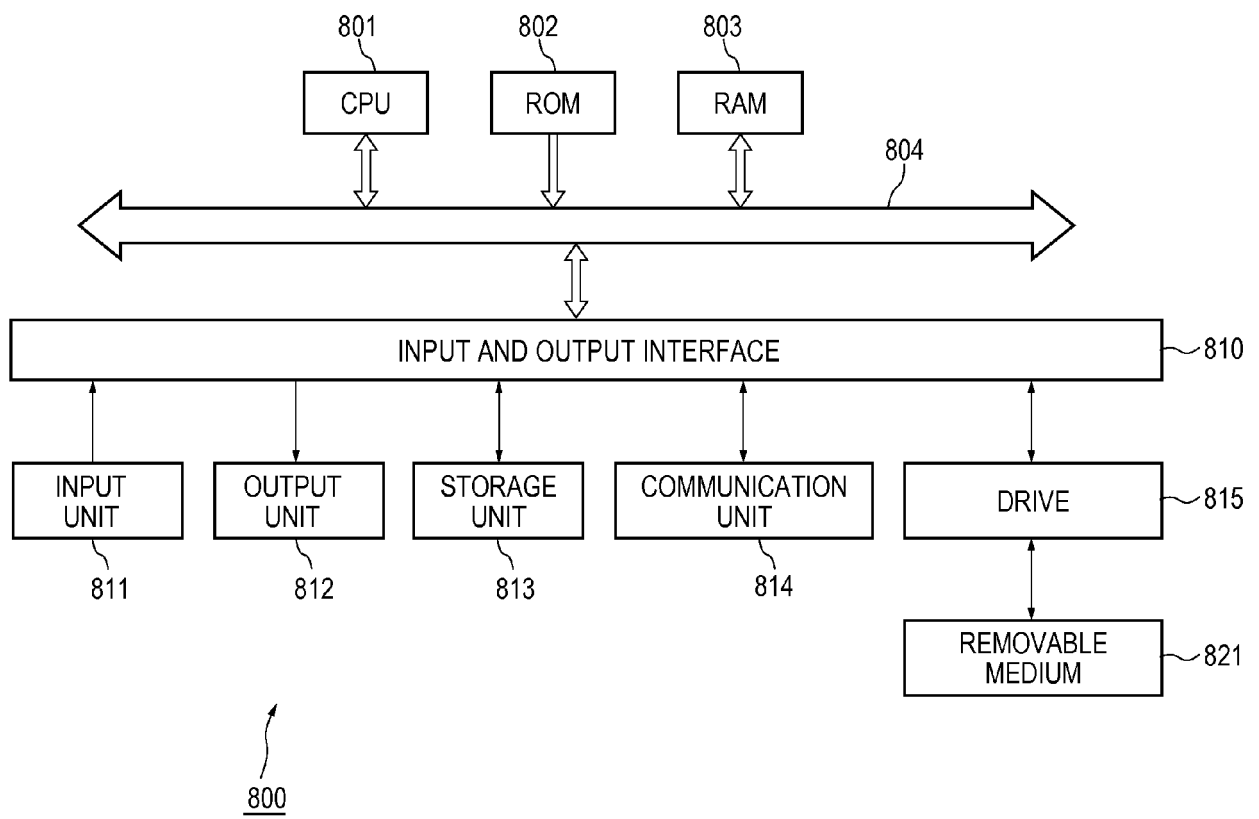 801
802
803
CPU
ROM
RAM
804
INPUT AND OUTPUT INTERFACE
810
INPUT
UNIT
OUTPUT
UNIT
STORAGE
UNIT
COMMUNICATION
UNIT
DRIVE
815
811
812
813
814
REMOVABLE
MEDIUM
821
800